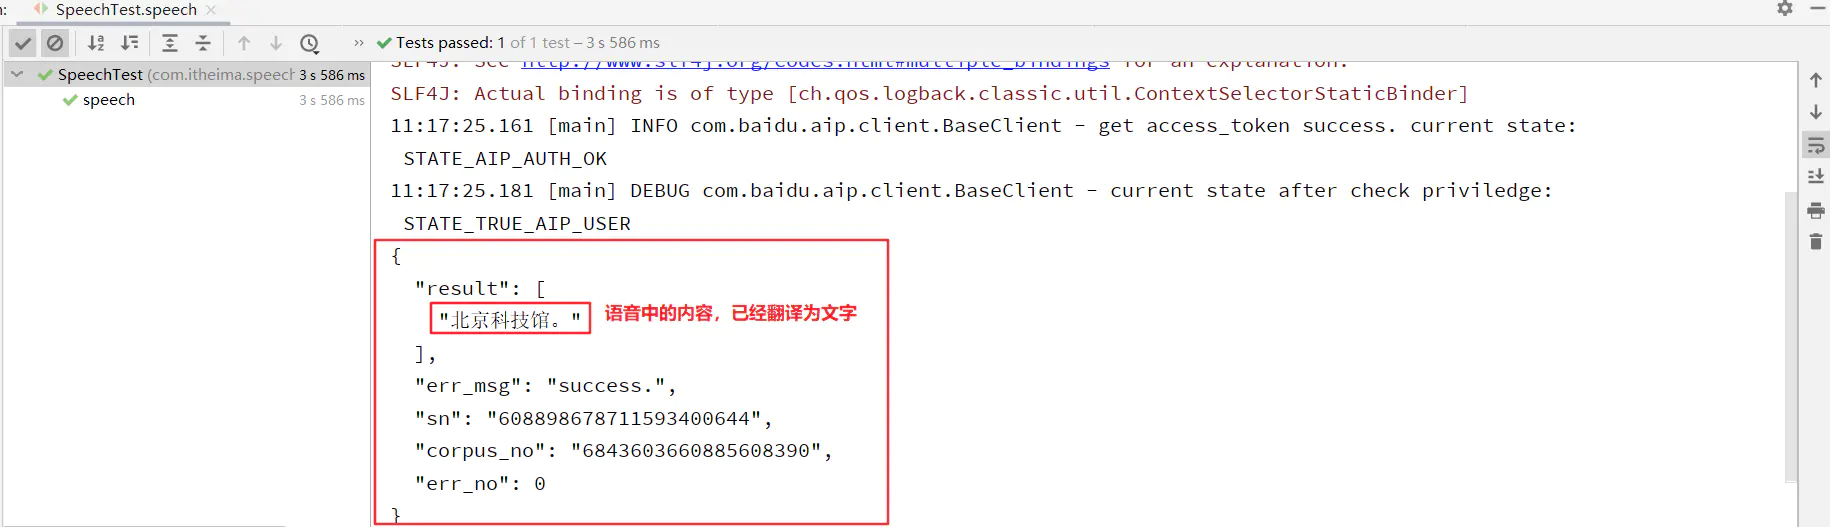 n:
SpeechTest.speech
Tests passed: 1 of 1 test – 3 s 586 ms
SpeechTest (com.itheima.speech 3 s 586 ms
speech 3 s 586 ms
SLF4J: See http://www.slf4j.org/codes.html#multiple_bindings for an explanation.
SLF4J: Actual binding is of type [ch.qos.logback.classic.util.ContextSelectorStaticBinder]
11:17:25.161 [main] INFO com.baidu.aip.client.BaseClient - get access_token success. current state:
STATE_AIP_AUTH_OK
11:17:25.181 [main] DEBUG com.baidu.aip.client.BaseClient - current state after check priviledge:
STATE_TRUE_AIP_USER
{
"result": [
"北京科技馆。" 语音中的内容，已经翻译为文字
],
"err_msg": "success.",
"sn": "608898678711593400644",
"corpus_no": "6843603660885608390",
"err_no": 0
}